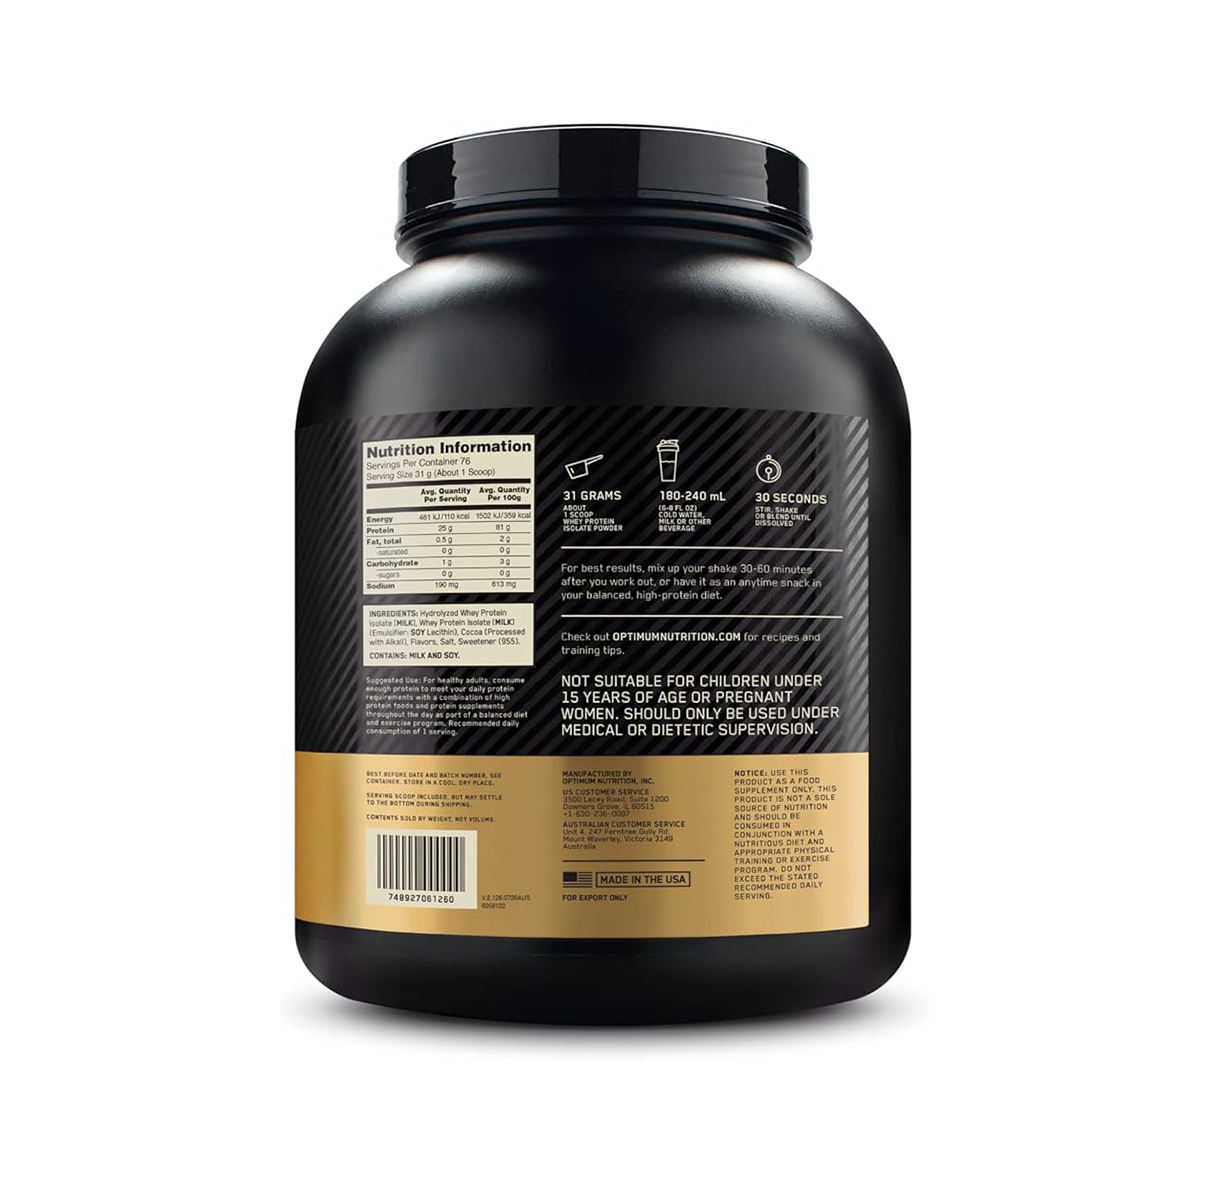 Nutrition Information
Servings Per Container 76
Serving Size 31 g (About 1 Scoop)
Avg. Quantity Per Serving Avg. Quantity Per 100g
Energy 461 kJ/110 kcal 1502 kJ/359 kcal
Protein 25 g 81 g
Fat, total 0.5 g 2 g
-saturated 0 g 0 g
Carbohydrate 1 g 3 g
-sugars 0 g 0 g
Sodium 190 mg 613 mg
INGREDIENTS: Hydrolyzed Whey Protein
Isolate (MILK), Whey Protein Isolate (MILK)
(Emulsifier: SOY Lecithin), Cocoa (Processed
with Alkali), Flavors, Salt, Sweetener (955).
CONTAINS: MILK AND SOY.
Suggested Use: For healthy adults, consume
enough protein to meet your daily protein
requirements with a combination of high
protein foods and protein supplements
throughout the day as part of a balanced diet
and exercise program. Recommended daily
consumption of 1 serving.
31 GRAMS
ABOUT
1 SCOOP
WHEY PROTEIN
ISOLATE POWDER
180-240 mL
(6-8 FL OZ)
COLD WATER,
MILK OR OTHER
BEVERAGE
30 SECONDS
STIR, SHAKE
OR BLEND UNTIL
DISSOLVED
For best results, mix up your shake 30-60 minutes
after you work out, or have it as an anytime snack in
your balanced, high-protein diet.
Check out OPTIMUMNUTRITION.COM for recipes and
training tips.
NOT SUITABLE FOR CHILDREN UNDER
15 YEARS OF AGE OR PREGNANT
WOMEN. SHOULD ONLY BE USED UNDER
MEDICAL OR DIETETIC SUPERVISION.
BEST BEFORE DATE AND BATCH NUMBER, SEE
CONTAINER. STORE IN A COOL, DRY PLACE.
SERVING SCOOP INCLUDED, BUT MAY SETTLE
TO THE BOTTOM DURING SHIPPING.
CONTENTS SOLD BY WEIGHT, NOT VOLUME.
748927061260
V.2.126.0720AUS
6059122
MANUFACTURED BY
OPTIMUM NUTRITION, INC.
US CUSTOMER SERVICE
3500 Lacey Road, Suite 1200
Downers Grove, IL 60515
+1-630-236-0097
AUSTRALIAN CUSTOMER SERVICE
Unit 4, 247 Ferntree Gully Rd,
Mount Waverley, Victoria 3149
Australia
MADE IN THE USA
FOR EXPORT ONLY
NOTICE: USE THIS
PRODUCT AS A FOOD
SUPPLEMENT ONLY. THIS
PRODUCT IS NOT A SOLE
SOURCE OF NUTRITION
AND SHOULD BE
CONSUMED IN
CONJUNCTION WITH A
NUTRITIOUS DIET AND
APPROPRIATE PHYSICAL
TRAINING OR EXERCISE
PROGRAM. DO NOT
EXCEED THE STATED
RECOMMENDED DAILY
SERVING.